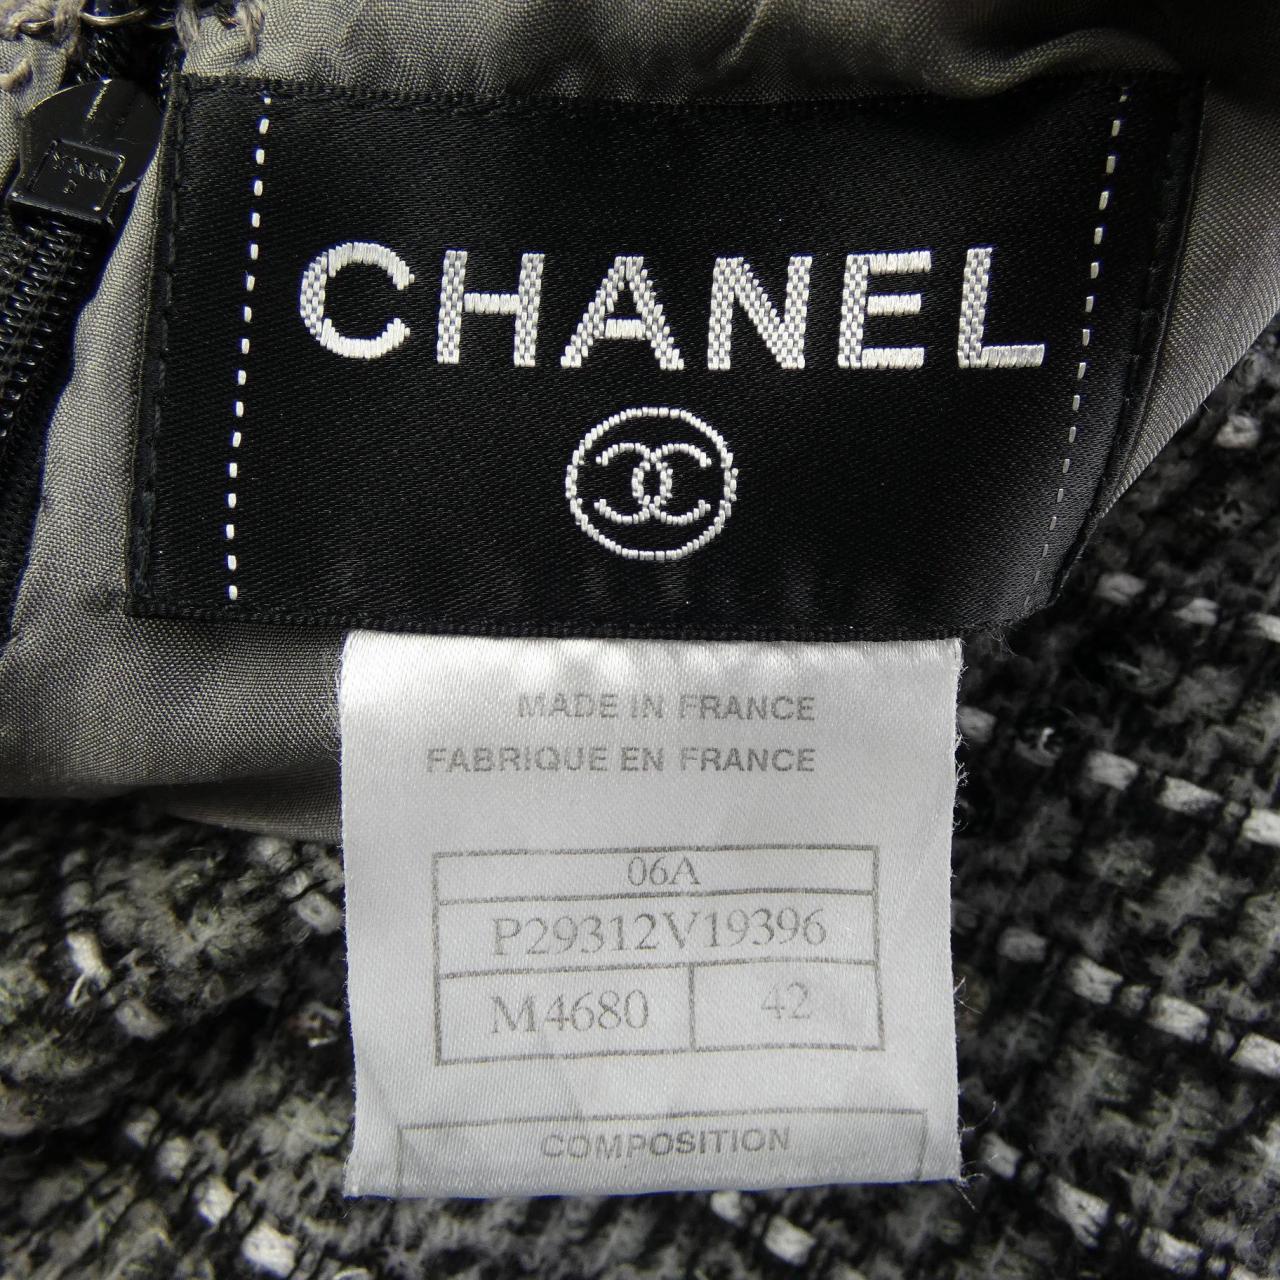 CHANEL
MADE IN FRANCE
FABRIQUE EN FRANCE
06A
P29312V19396
M4680 42
COMPOSITION